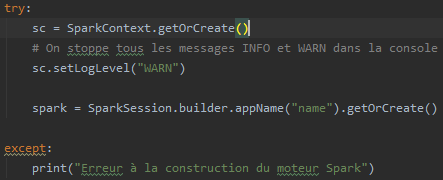 try:
sc = SparkContext.getOrCreate()
# On stoppe tous les messages INFO et WARN dans la console
sc.setLogLevel("WARN")
spark = SparkSession.builder.appName("name").getOrCreate()
except:
print("Erreur à la construction du moteur Spark")